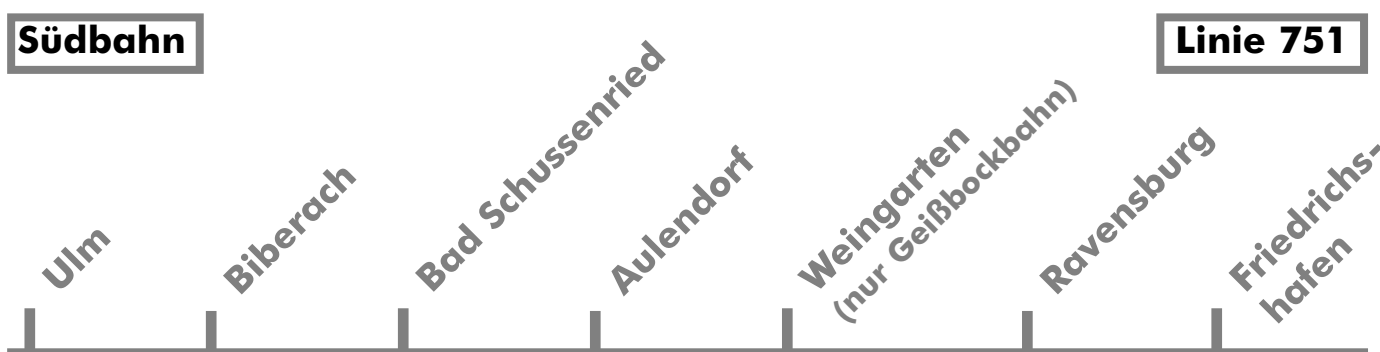 Südbahn
Linie 751
Ulm
Biberach
Bad Schussenried
Aulendorf
Weingarten
(nur Geißbockbahn)
Ravensburg
Friedrichs-
hafen